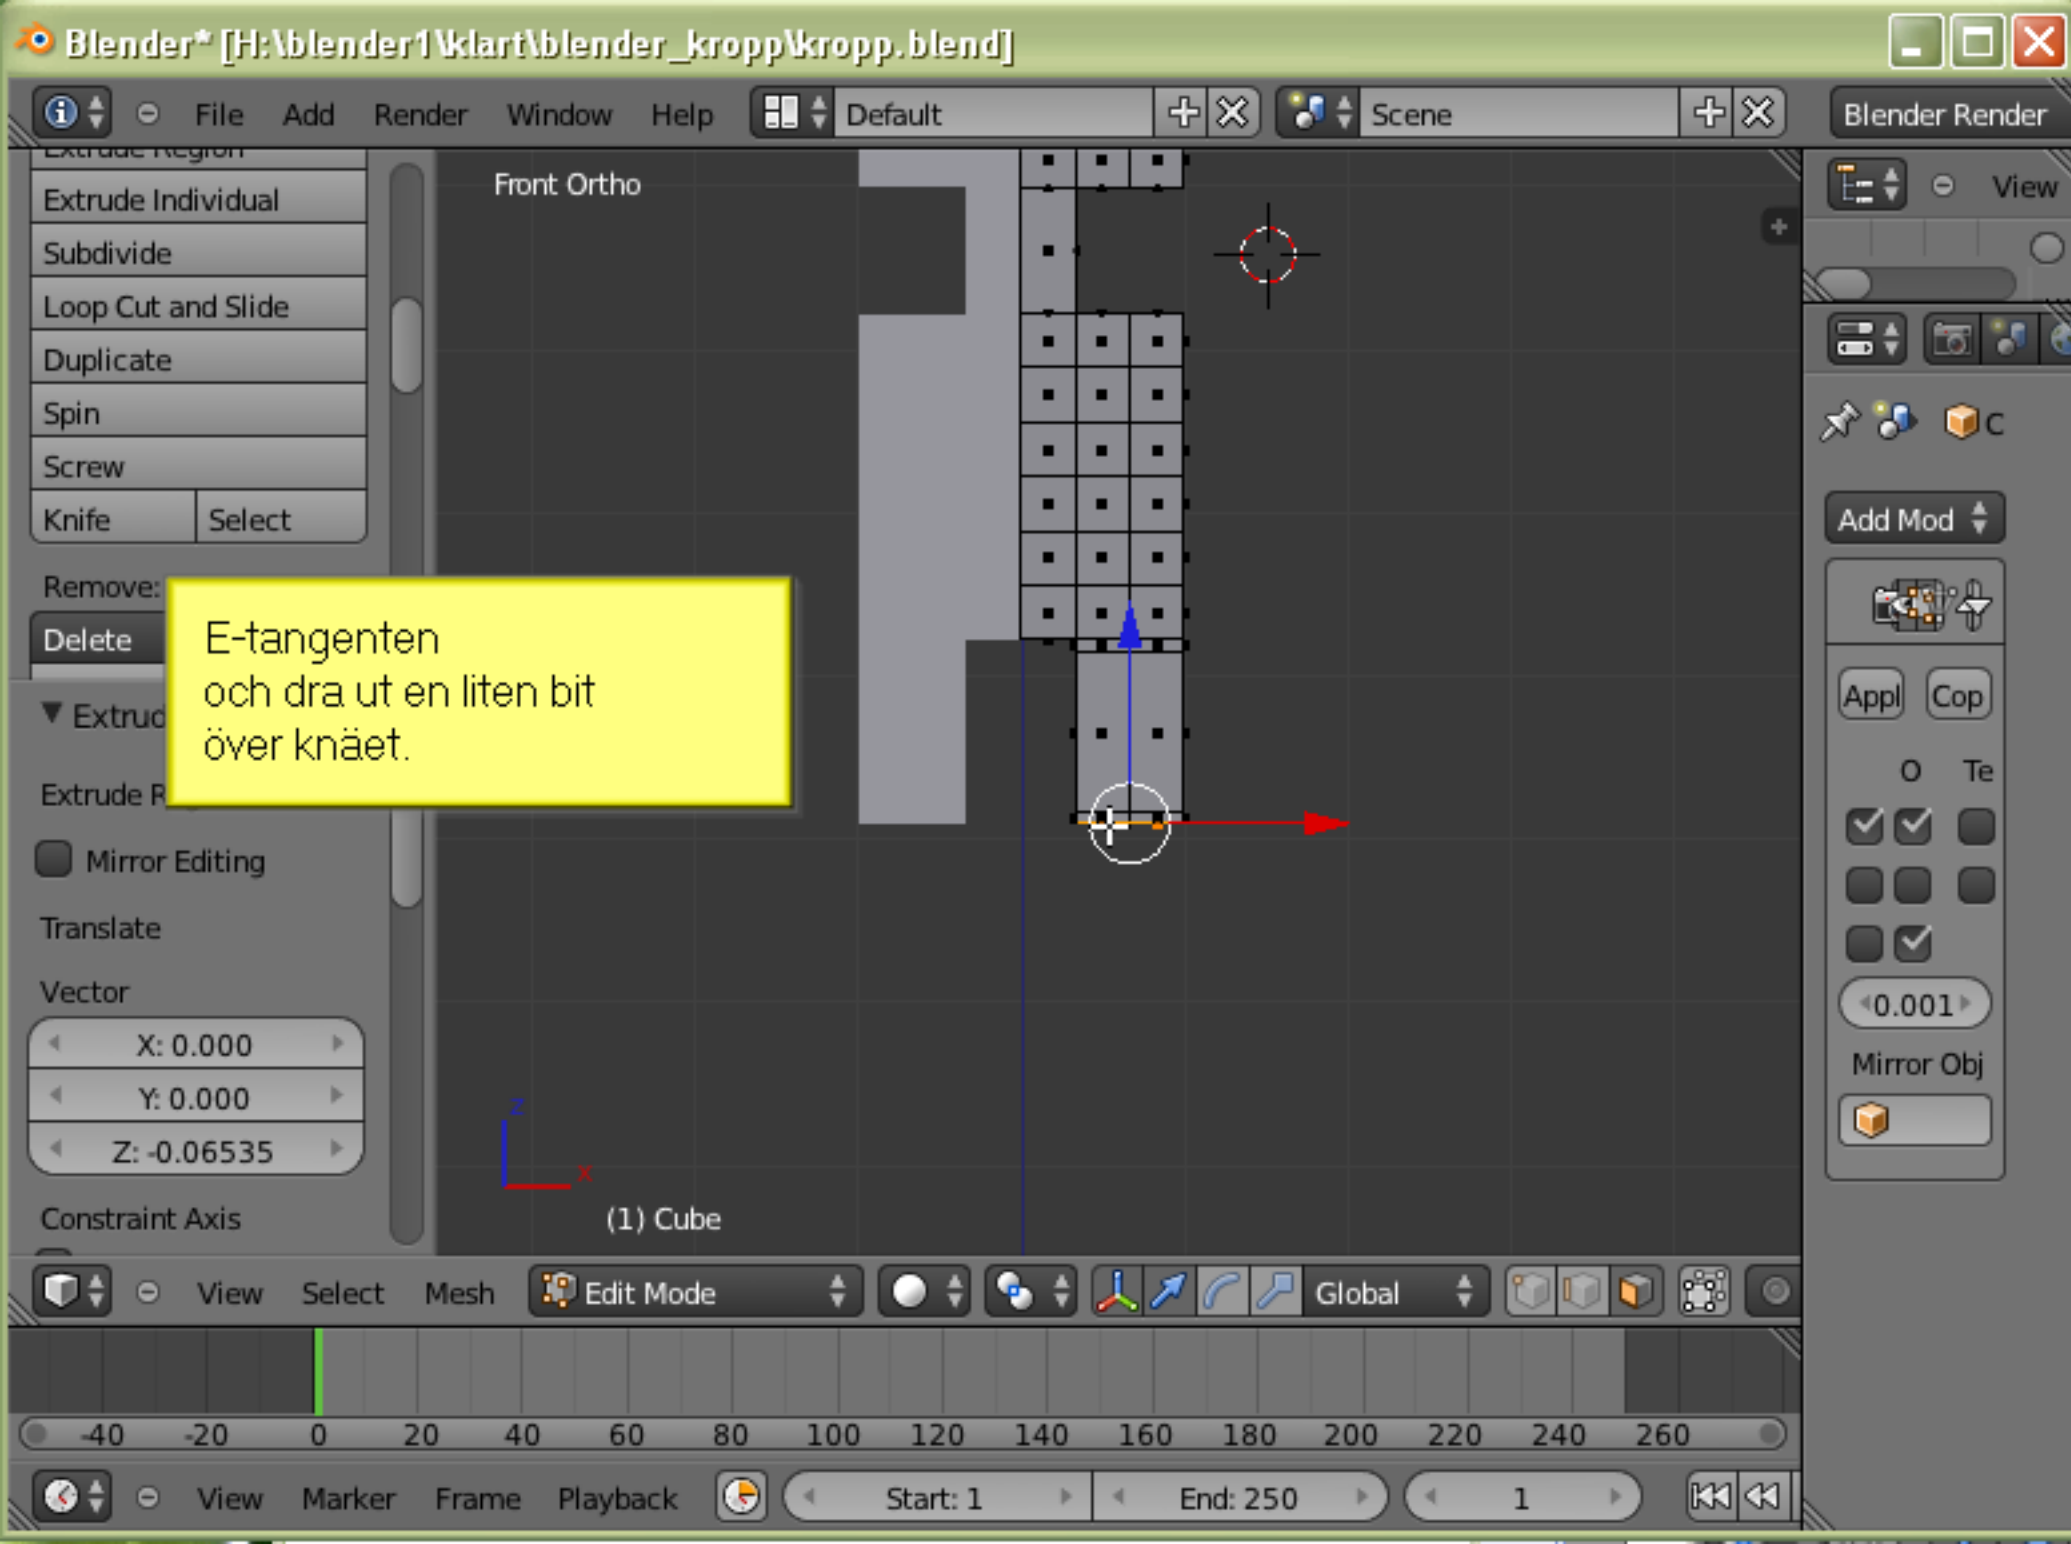 Blender* [H:\blender1\klart\blender_kropp\kropp.blend]
File Add Render Window Help Default Scene Blender Render
Extrude Region
Extrude Individual
Subdivide
Loop Cut and Slide
Duplicate
Spin
Screw
Knife Select
Remove:
Delete
Extrud
Extrude R
Mirror Editing
Translate
Vector
X: 0.000
Y: 0.000
Z: -0.06535
Constraint Axis
E-tangenten
och dra ut en liten bit
över knäet.
Front Ortho
z
x
(1) Cube
View
C
Add Mod
Appl Cop
O Te
0.001
Mirror Obj
View Select Mesh Edit Mode Global
-40 -20 0 20 40 60 80 100 120 140 160 180 200 220 240 260
View Marker Frame Playback Start: 1 End: 250 1